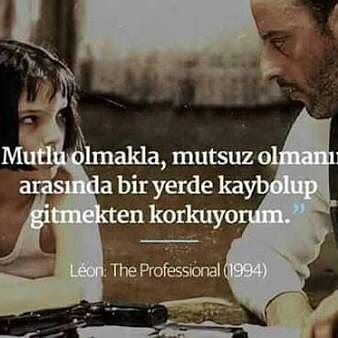 Mutlu olmakla, mutsuz olmanı
arasında bir yerde kaybolup
gitmekten korkuyorum.”
Léon: The Professional (1994)